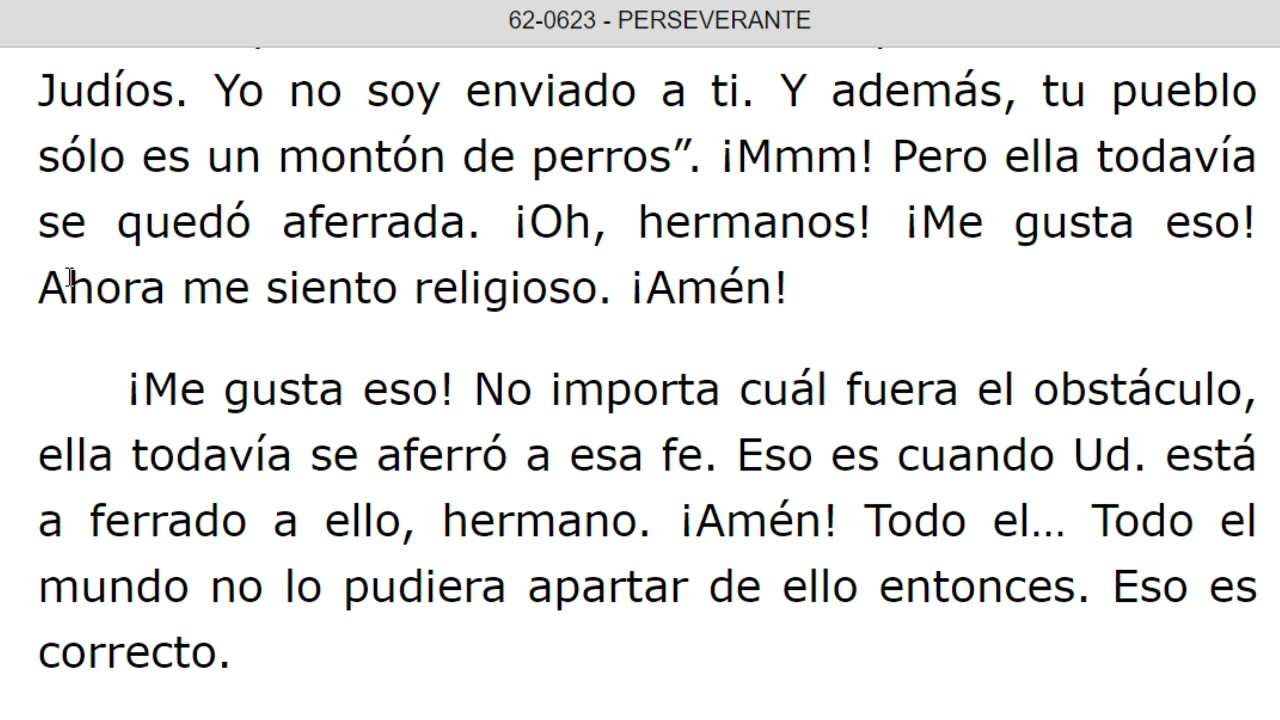 62-0623 - PERSEVERANTE
Judíos. Yo no soy enviado a ti. Y además, tu pueblo
sólo es un montón de perros”. ¡Mmm! Pero ella todavía
se quedó aferrada. ¡Oh, hermanos! ¡Me gusta eso!
Ahora me siento religioso. ¡Amén!
¡Me gusta eso! No importa cuál fuera el obstáculo,
ella todavía se aferró a esa fe. Eso es cuando Ud. está
a ferrado a ello, hermano. ¡Amén! Todo el… Todo el
mundo no lo pudiera apartar de ello entonces. Eso es
correcto.